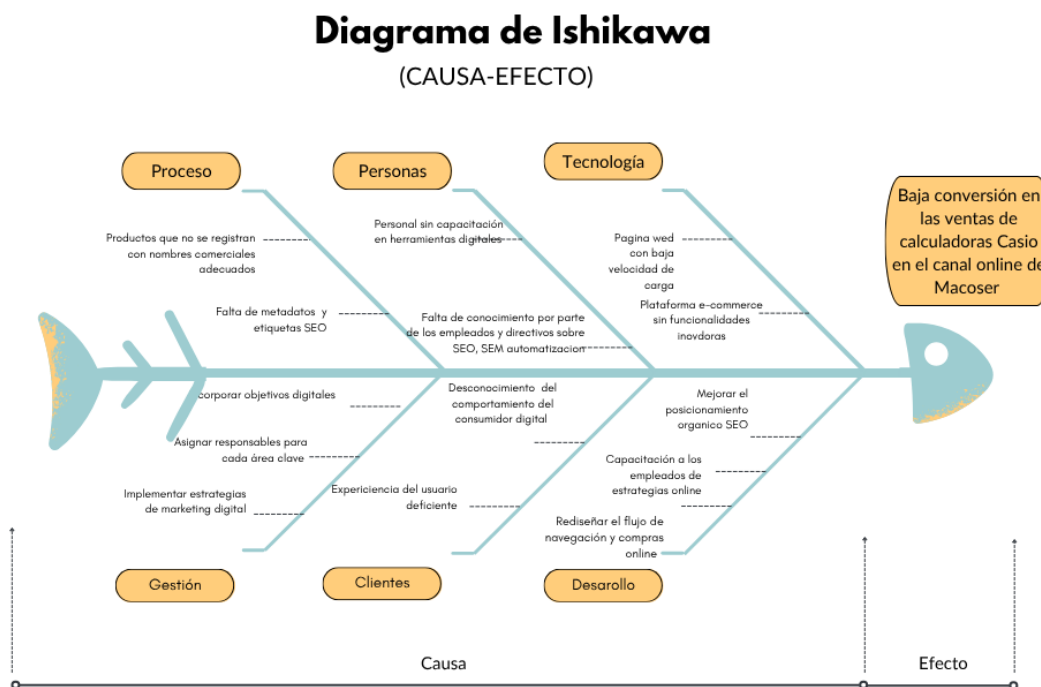 Diagrama de Ishikawa
(CAUSA-EFECTO)
Proceso
Personas
Tecnología
Productos que no se registran
con nombres comerciales
adecuados
Falta de metadatos y
etiquetas SEO
Personal sin capacitación
en herramientas digitales
Falta de conocimiento por parte
de los empleados y directivos sobre
SEO, SEM automatizacion
Pagina wed
con baja
velocidad de
carga
Plataforma e-commerce
sin funcionalidades
inovdoras
Baja conversión en
las ventas de
calculadoras Casio
en el canal online de
Macoser
corporar objetivos digitales
Asignar responsables para
cada área clave
Implementar estrategias
de marketing digital
Desconocimiento del
comportamiento del
consumidor digital
Expericiencia del usuario
deficiente
Mejorar el
posicionamiento
organico SEO
Capacitación a los
empleados de
estrategias online
Rediseñar el flujo de
navegación y compras
online
Gestión
Clientes
Desarollo
Causa
Efecto